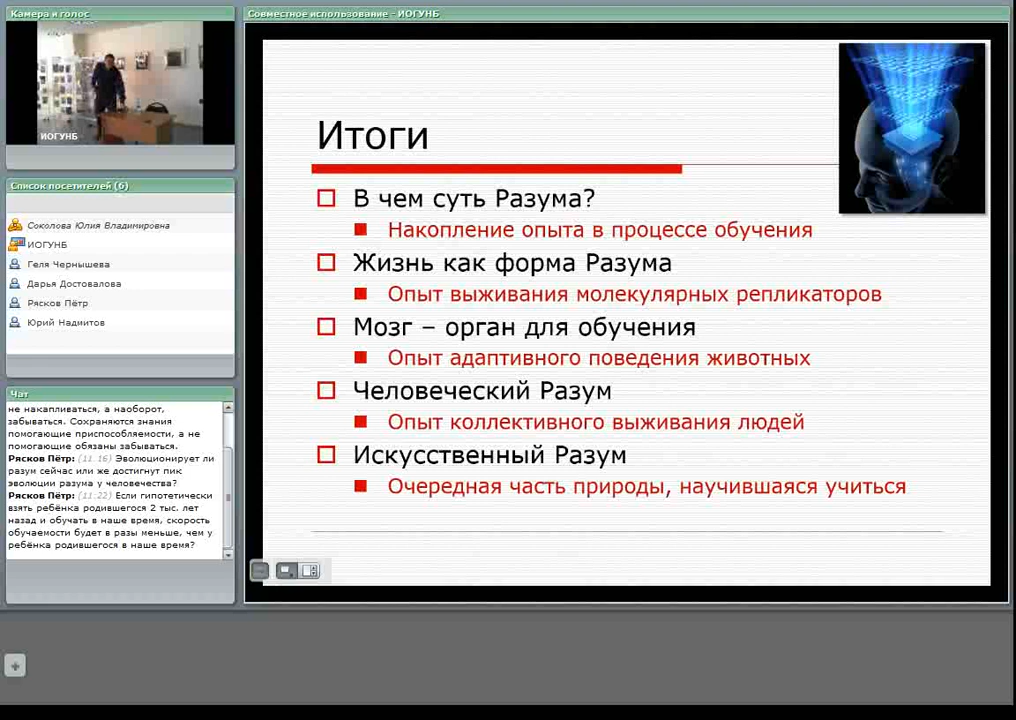 Камера и голос
ИОГУНБ
Список посетителей (6)
Соколова Юлия Владимировна
ИОГУНБ
Геля Чернышева
Дарья Достовалова
Рясков Пётр
Юрий Надмитов
Чат
не накапливаться, а наоборот,
забываться. Сохраняются знания
помогающие приспособляемости, а не
помогающие обязаны забываться.
Рясков Пётр: (11:16) Эволюционирует ли
разум сейчас или же достигнут пик
эволюции разума у человечества?
Рясков Пётр: (11:22) Если гипотетически
взять ребёнка родившегося 2 тыс. лет
назад и обучать в наше время, скорость
обучаемости будет в разы меньше, чем у
ребёнка родившегося в наше время?
Совместное использование - ИОГУНБ
Итоги
В чем суть Разума?
Накопление опыта в процессе обучения
Жизнь как форма Разума
Опыт выживания молекулярных репликаторов
Мозг – орган для обучения
Опыт адаптивного поведения животных
Человеческий Разум
Опыт коллективного выживания людей
Искусственный Разум
Очередная часть природы, научившаяся учиться